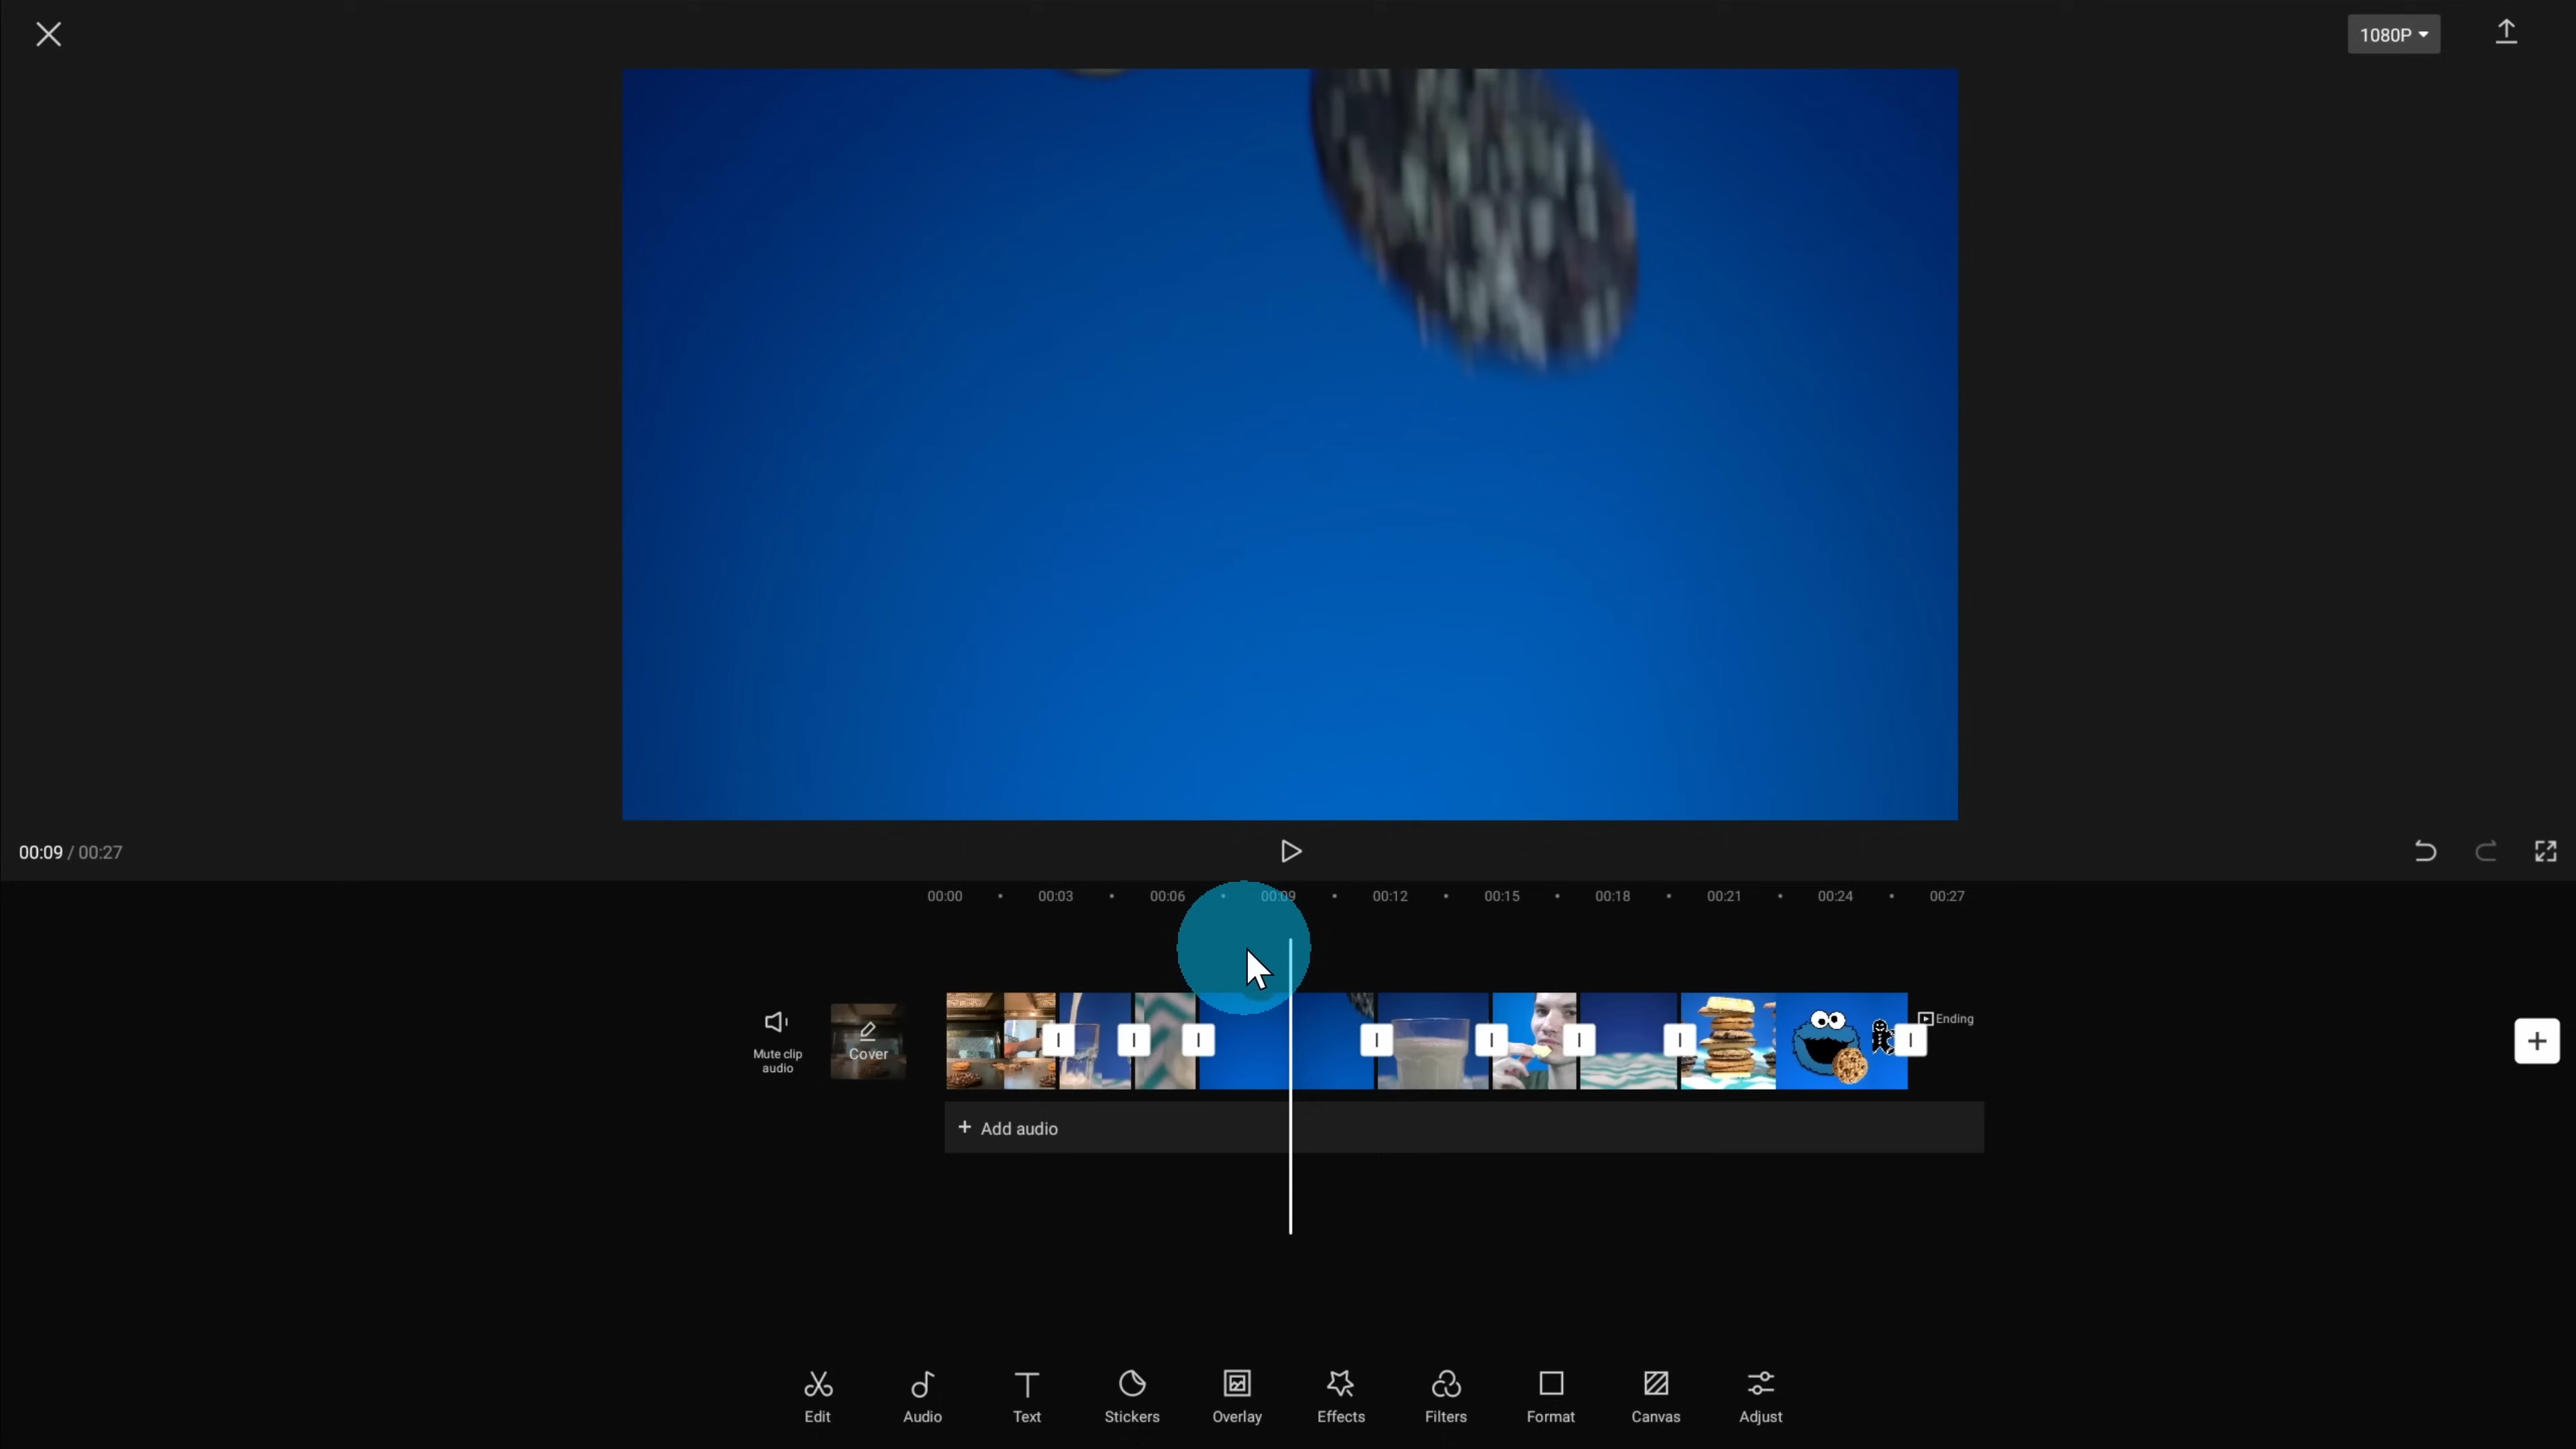 1080P
00:09 / 00:27
00:00 00:03 00:06 00:09 00:12 00:15 00:18 00:21 00:24 00:27
Mute clip
audio
Cover
Ending
+ Add audio
Edit Audio Text Stickers Overlay Effects Filters Format Canvas Adjust